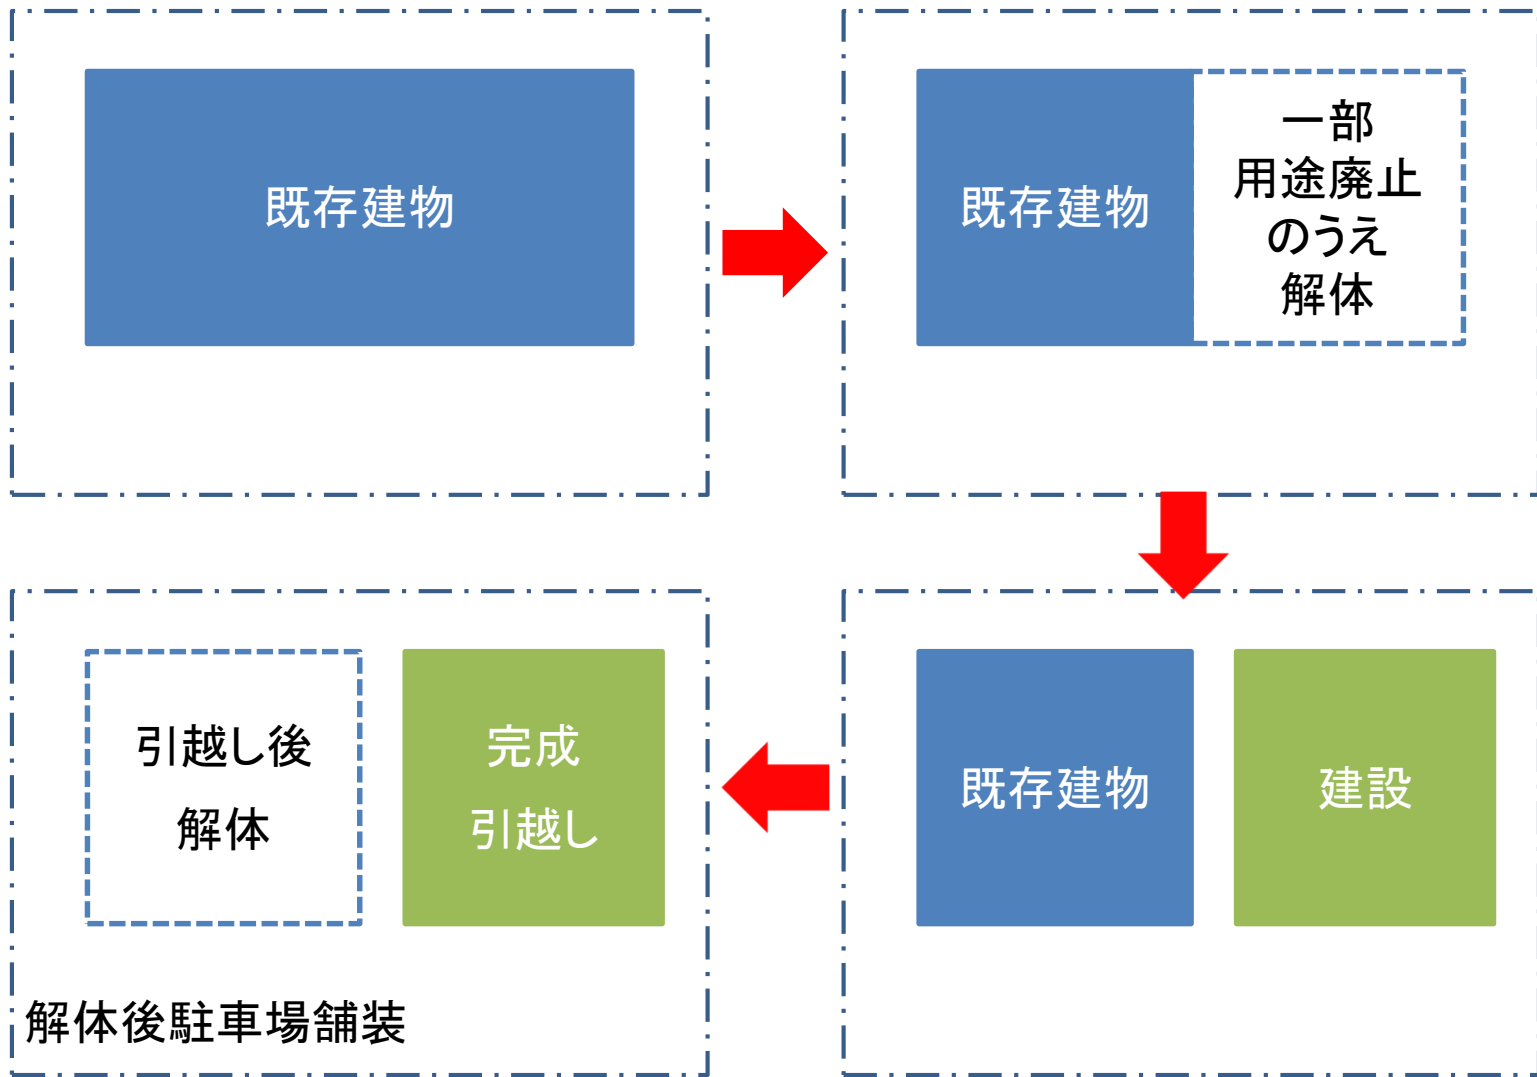 既存建物
既存建物
一部
用途廃止
のうえ
解体
既存建物
建設
引越し後
解体
完成
引越し
解体後駐車場舗装